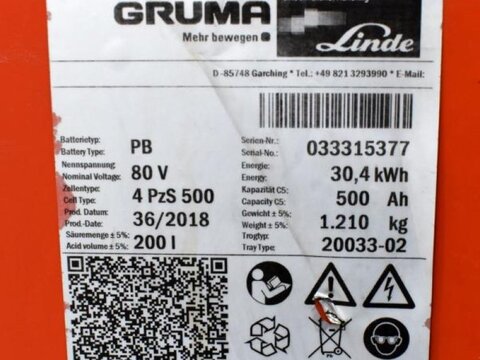 GRUMA
Mehr bewegen
Linde
D-85748 Garching * Tel.: +49 821 3293990 * E-Mail:
Batterietyp:
Battery Type: PB
Serien-Nr.:
Serial-No.: 033315377
Nennspannung:
Nominal Voltage: 80 V
Energie:
Energy: 30,4 kWh
Zellentype:
Cell Type: 4 PzS 500
Kapazität C5:
Capacity C5: 500 Ah
Prod. Datum:
Prod.-Date: 36/2018
Gewicht ± 5%:
Weight ± 5%: 1.210 kg
Säuremenge ± 5%:
Acid volume ± 5%: 200 l
Trogtyp:
Tray Type: 20033-02